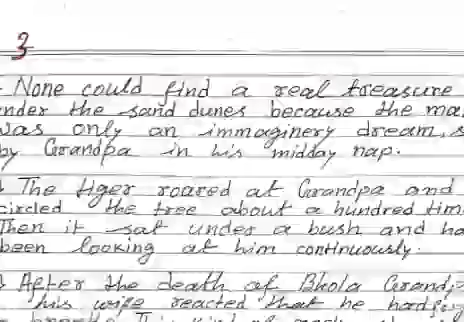 3
None could find a real treasure
nder the sand dunes because the ma
was only an immaginery dream, s
by Grandpa in his midday nap.
The tiger roared at Grandpa and
circled the tree about a hundred tim
Then it sat under a bush and ha
been looking at him continuously.
After the death of Bhola Grand
his wife reacted that he had